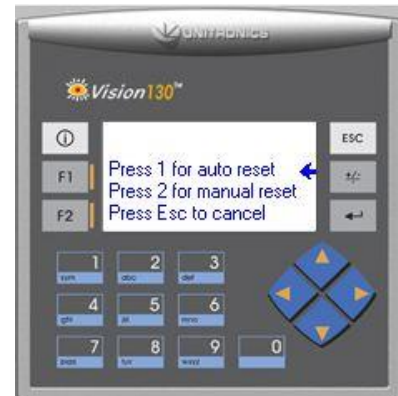 UNITRONICS
Vision130™
ESC
F1
Press 1 for auto reset
+/-
Press 2 for manual reset
F2
Press Esc to cancel
1 2 3
abc def
4 5 6
ghi jkl mno
7 8 9 0
tuv wxyz